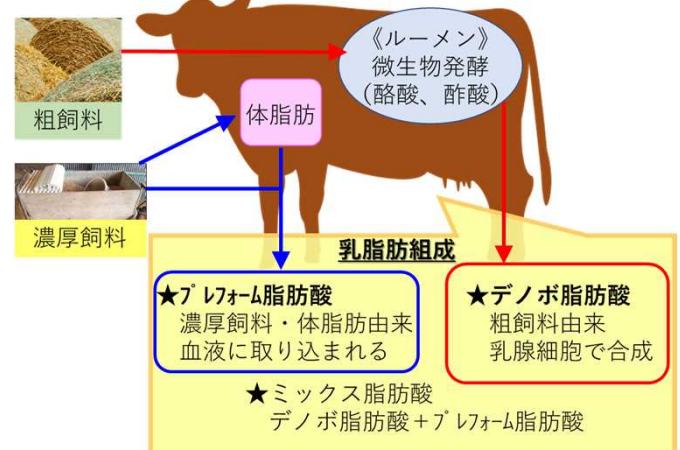 《ルーメン》
微生物発酵
（酪酸、酢酸）
粗飼料
体脂肪
濃厚飼料
乳脂肪組成
★ﾌﾟﾚﾌｫｰﾑ脂肪酸
濃厚飼料・体脂肪由来
血液に取り込まれる
★デノボ脂肪酸
粗飼料由来
乳腺細胞で合成
★ミックス脂肪酸
デノボ脂肪酸＋ﾌﾟﾚﾌｫｰﾑ脂肪酸